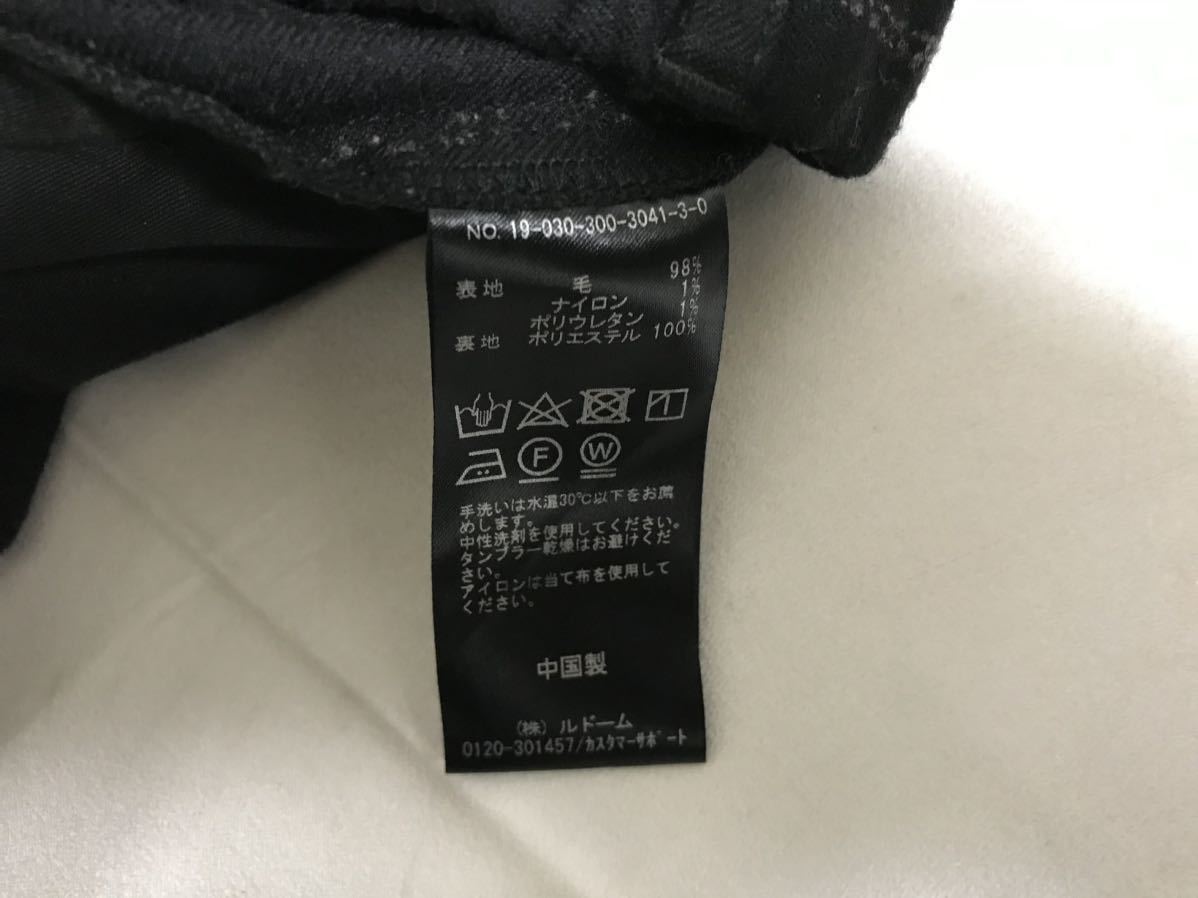 NO. 19-030-300-3041-3-0
表地 毛 98%
ナイロン 1%
ポリウレタン 1%
裏地 ポリエステル 100%
1
F W
手洗いは水温30℃以下をお薦
めします。
中性洗剤を使用してください。
タンブラー乾燥はお避けくだ
さい。
アイロンは当て布を使用して
ください。
中国製
(株) ルドーム
0120-301457/カスタマーサポート